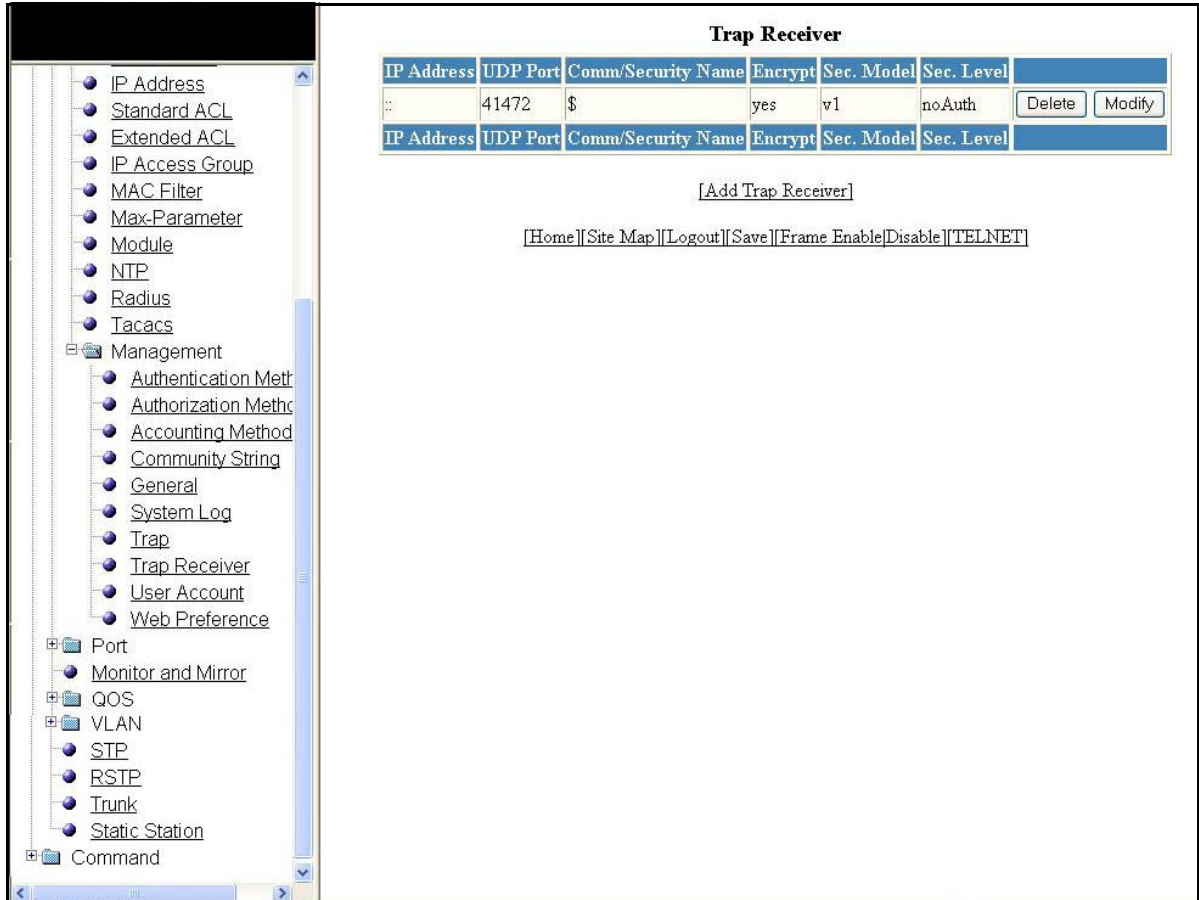 IP Address
Standard ACL
Extended ACL
IP Access Group
MAC Filter
Max-Parameter
Module
NTP
Radius
Tacacs
Management
Authentication Meth
Authorization Metho
Accounting Method
Community String
General
System Log
Trap
Trap Receiver
User Account
Web Preference
Port
Monitor and Mirror
QOS
VLAN
STP
RSTP
Trunk
Static Station
Command
Trap Receiver
IP Address UDP Port Comm/Security Name Encrypt Sec. Model Sec. Level
:: 41472 $ yes v1 noAuth Delete Modify
IP Address UDP Port Comm/Security Name Encrypt Sec. Model Sec. Level
[Add Trap Receiver]
[Home][Site Map][Logout][Save][Frame Enable|Disable][TELNET]